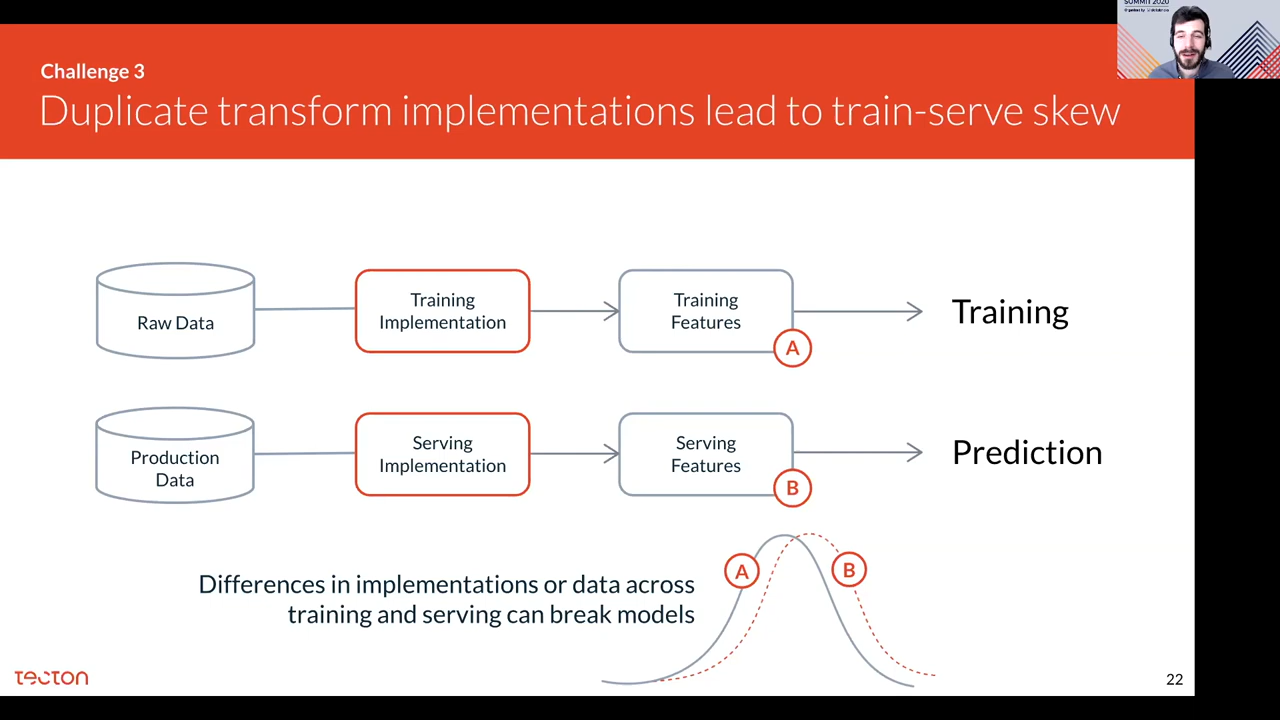 SUMMIT 2020
Challenge 3
Duplicate transform implementations lead to train-serve skew
Raw Data
Training
Implementation
Training
Features
A
Training
Production
Data
Serving
Implementation
Serving
Features
B
Prediction
Differences in implementations or data across
training and serving can break models
A
B
tecton
22